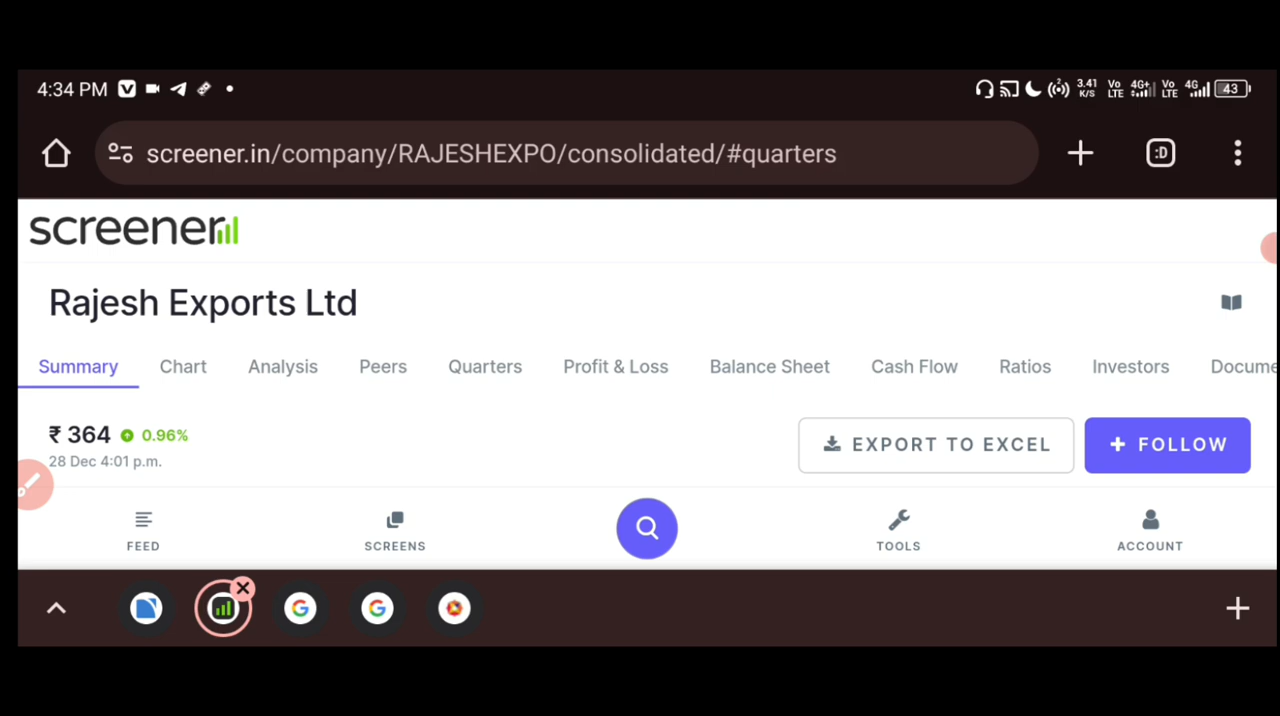 4:34 PM
3.41 K/S Vo LTE 4G+ Vo LTE 4G 43
screener.in/company/RAJESHEXPO/consolidated/#quarters
:D
screener
Rajesh Exports Ltd
Summary Chart Analysis Peers Quarters Profit & Loss Balance Sheet Cash Flow Ratios Investors Docume
₹ 364 0.96%
28 Dec 4:01 p.m.
EXPORT TO EXCEL
+ FOLLOW
FEED SCREENS TOOLS ACCOUNT